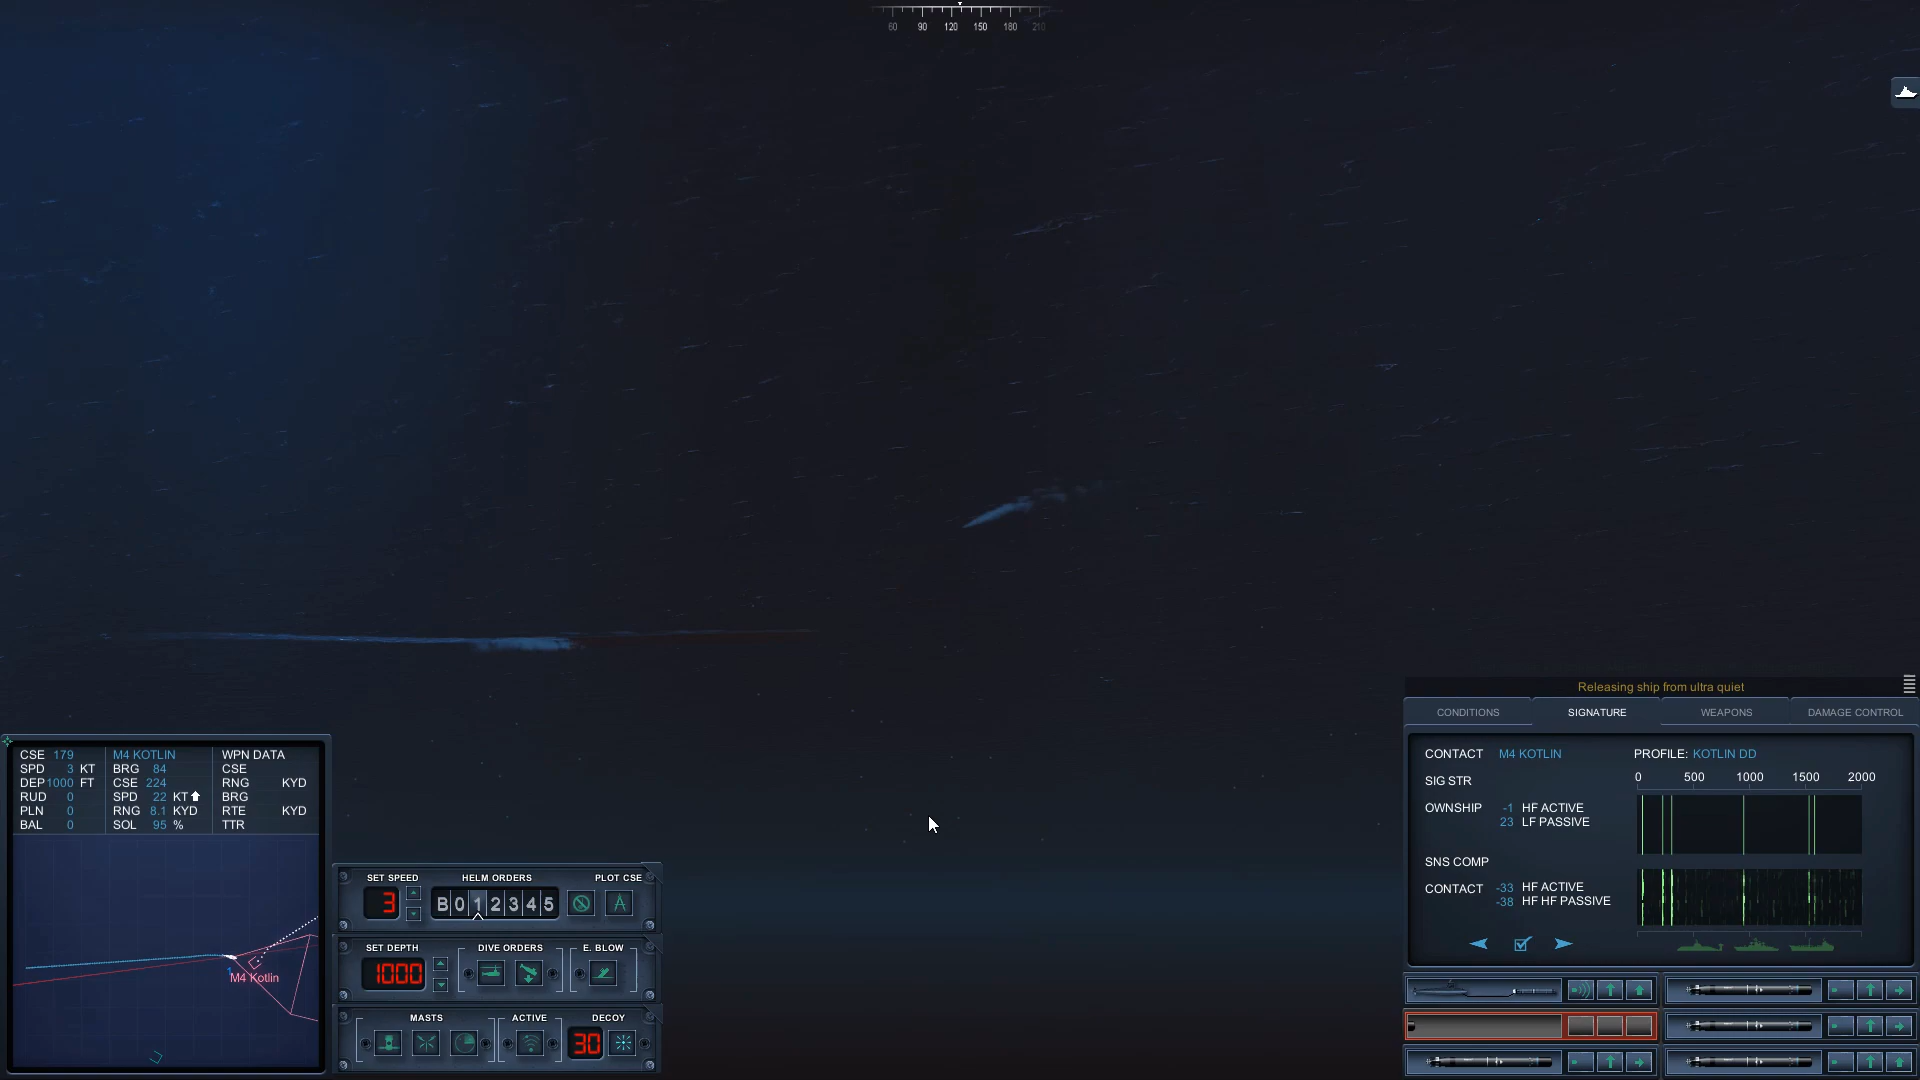 60 90 120 150 180 210
Releasing ship from ultra quiet
CONDITIONS SIGNATURE WEAPONS DAMAGE CONTROL
CONTACT M4 KOTLIN PROFILE: KOTLIN DD
SIG STR 0 500 1000 1500 2000
OWNSHIP -1 HF ACTIVE
23 LF PASSIVE
SNS COMP
CONTACT -33 HF ACTIVE
-38 HF HF PASSIVE
CSE 179 M4 KOTLIN WPN DATA
SPD 3 KT BRG 84 CSE
DEP 1000 FT CSE 224 RNG KYD
RUD 0 SPD 22 KT BRG
PLN 0 RNG 8.1 KYD RTE KYD
BAL 0 SOL 95 % TTR
M4 Kotlin
SET SPEED HELM ORDERS PLOT CSE
3 B 0 1 2 3 4 5
SET DEPTH DIVE ORDERS E. BLOW
1000
MASTS ACTIVE DECOY
30